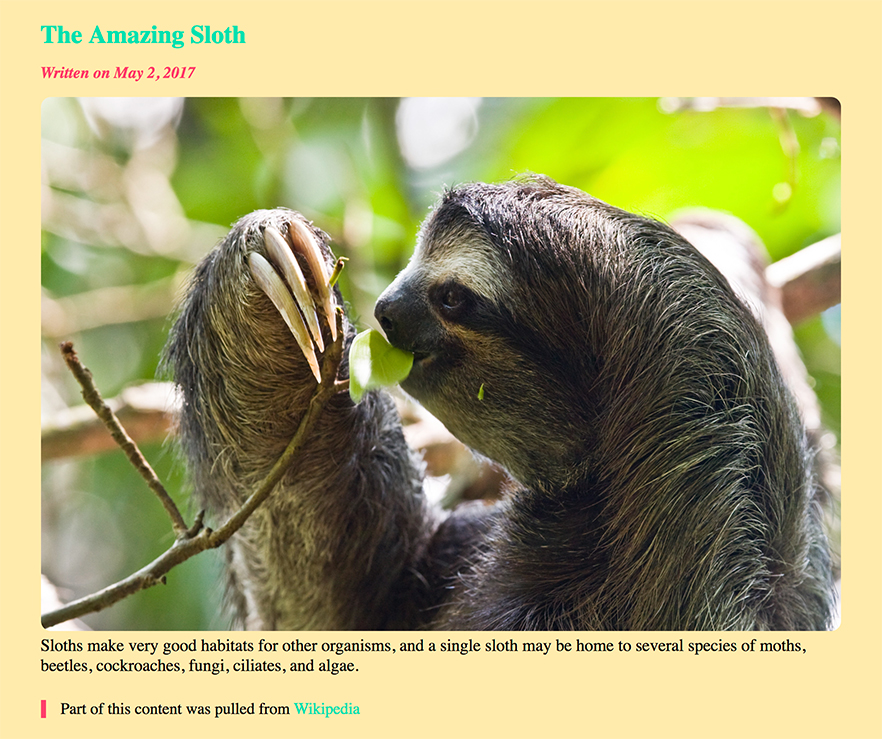 The Amazing Sloth
Written on May 2, 2017
Sloths make very good habitats for other organisms, and a single sloth may be home to several species of moths,
beetles, cockroaches, fungi, ciliates, and algae.
Part of this content was pulled from Wikipedia